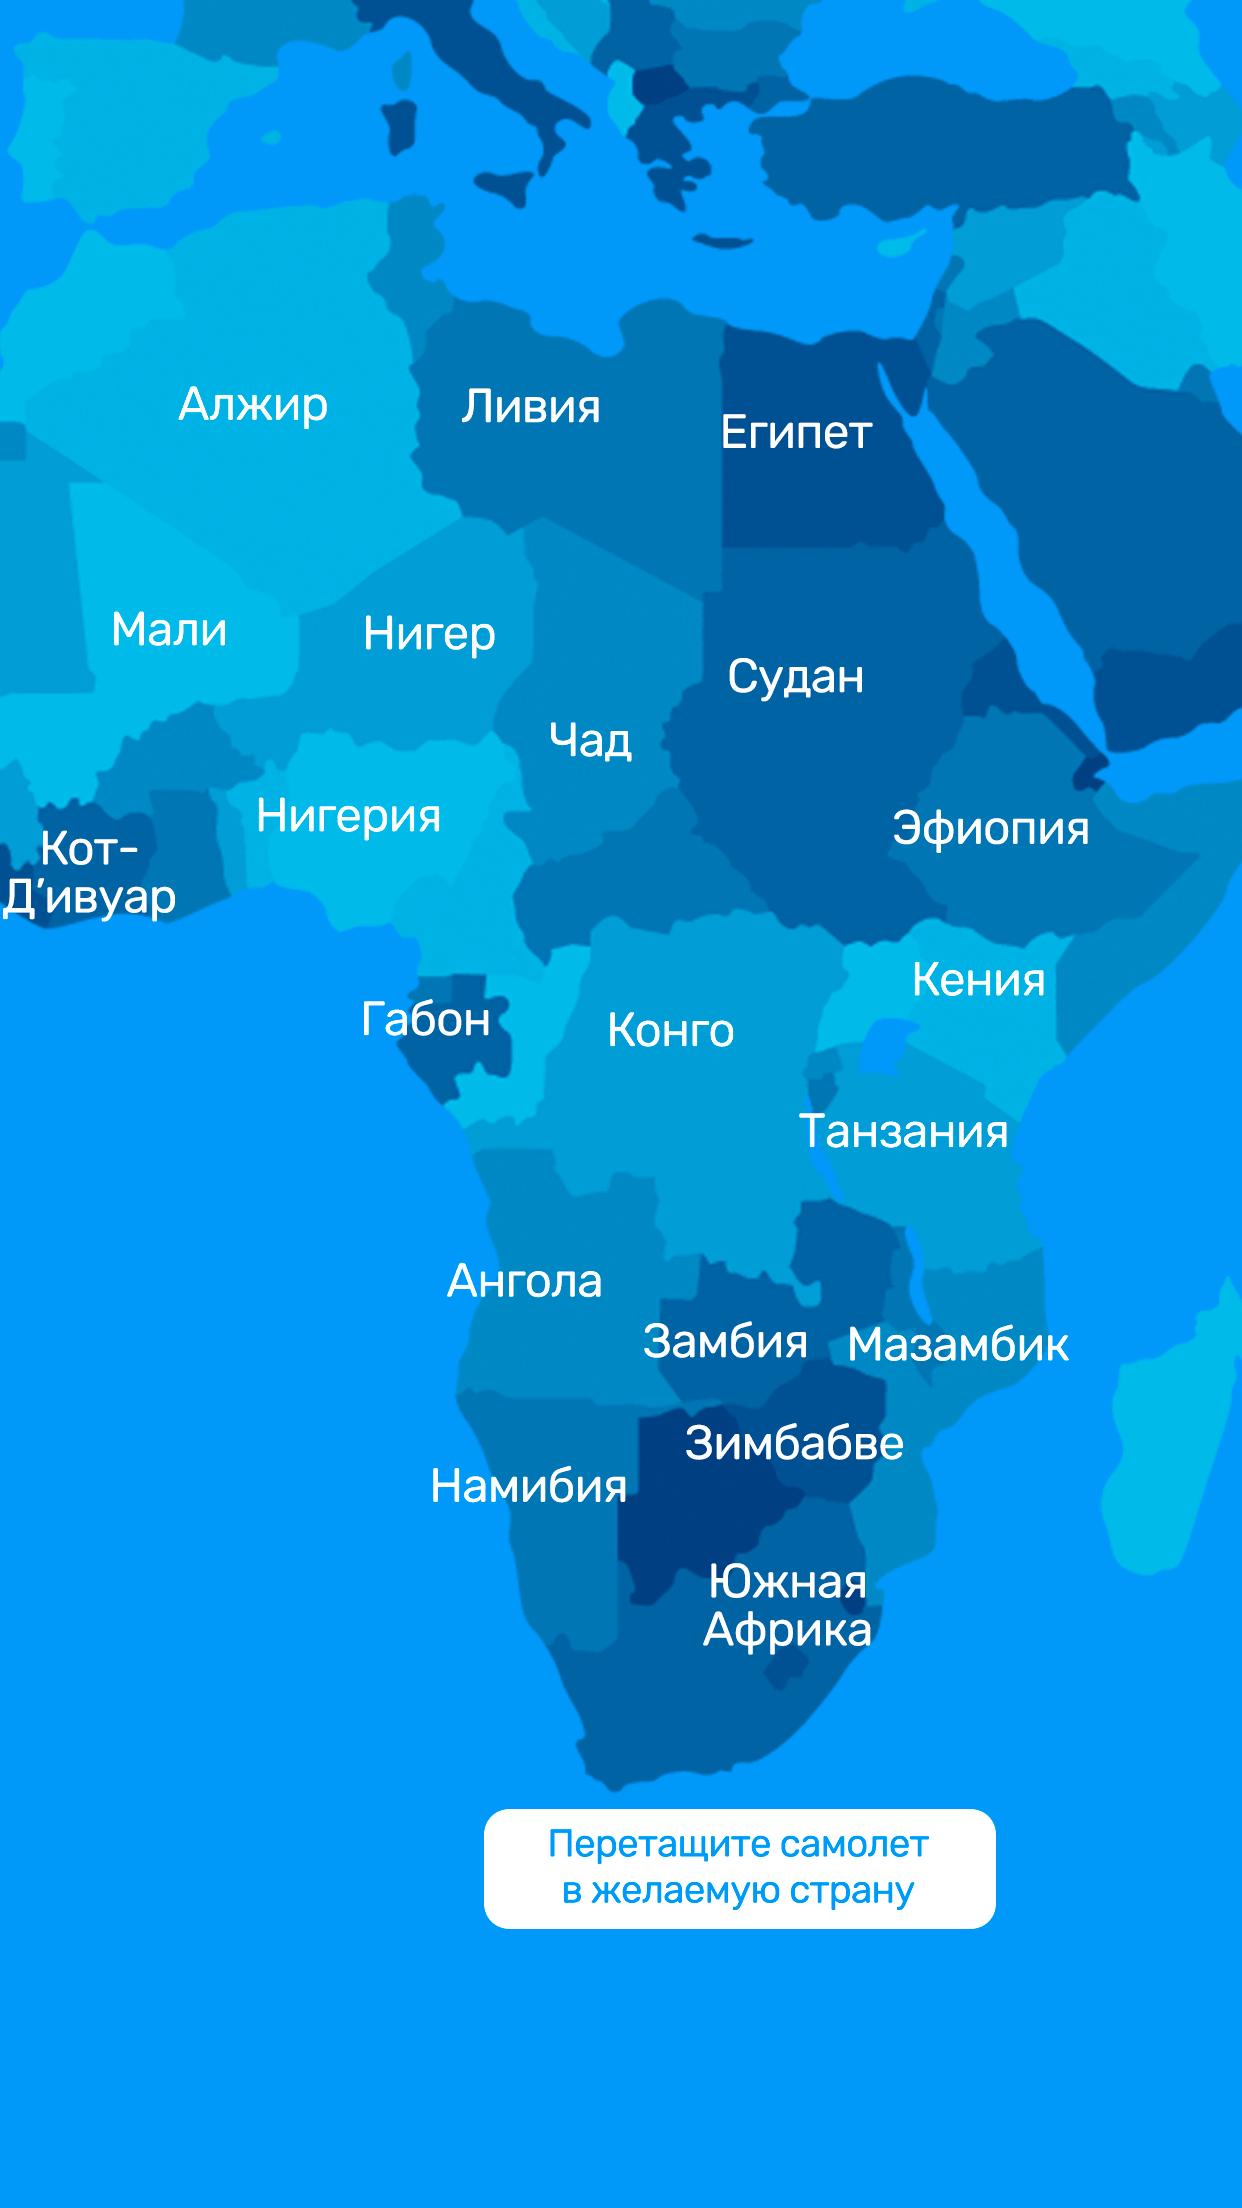 Алжир
Ливия
Египет
Мали
Нигер
Судан
Чад
Нигерия
Эфиопия
Кот-
Д'ивуар
Кения
Габон
Конго
Танзания
Ангола
Замбия
Мазамбик
Зимбабве
Намибия
Южная
Африка
Перетащите самолет
в желаемую страну